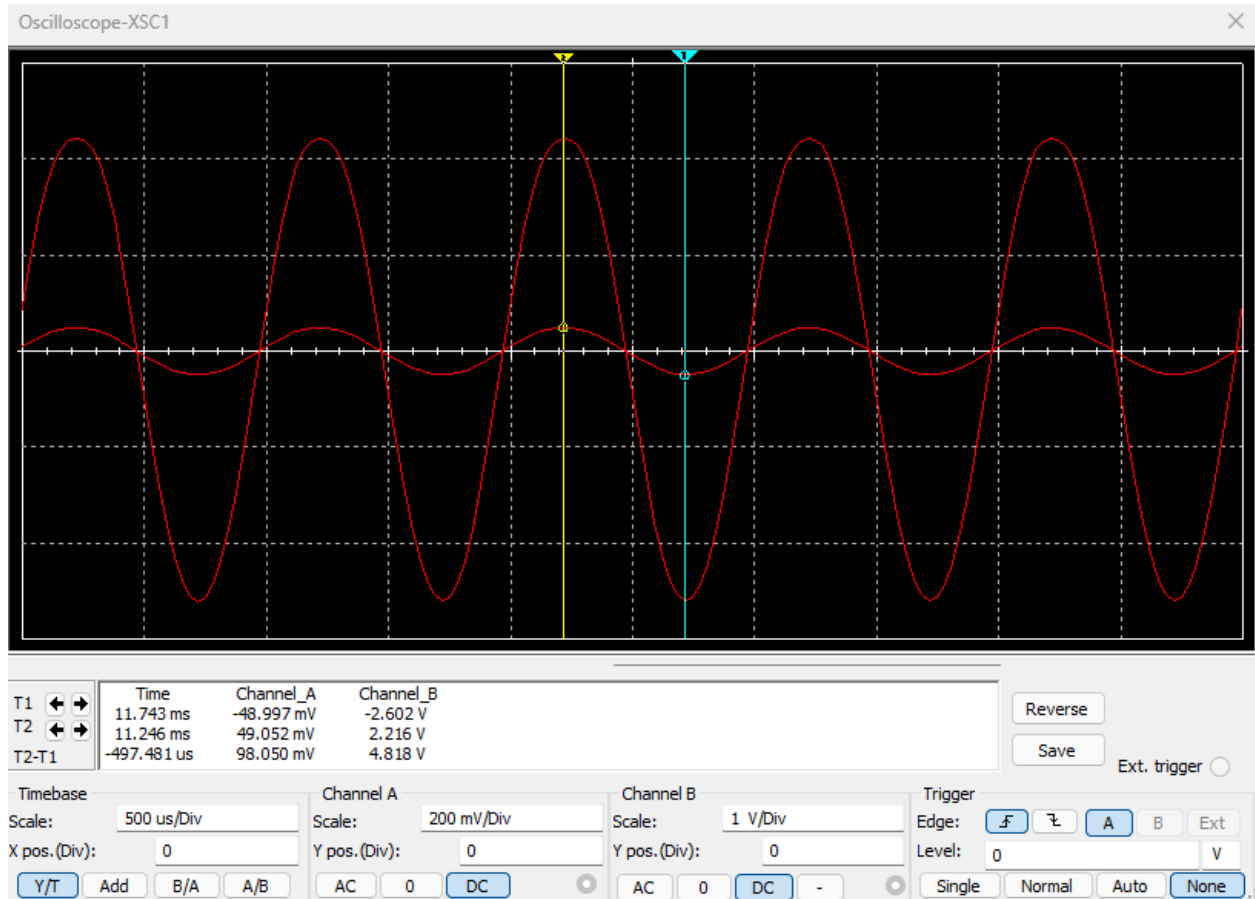 Oscilloscope-XSC1
2 1
Time Channel_A Channel_B
T1 11.743 ms -48.997 mV -2.602 V
T2 11.246 ms 49.052 mV 2.216 V
T2-T1 -497.481 us 98.050 mV 4.818 V
Reverse
Save
Ext. trigger
Timebase
Scale: 500 us/Div
X pos.(Div): 0
Y/T Add B/A A/B
Channel A
Scale: 200 mV/Div
Y pos.(Div): 0
AC 0 DC
Channel B
Scale: 1 V/Div
Y pos.(Div): 0
AC 0 DC -
Trigger
Edge: A B Ext
Level: 0 V
Single Normal Auto None